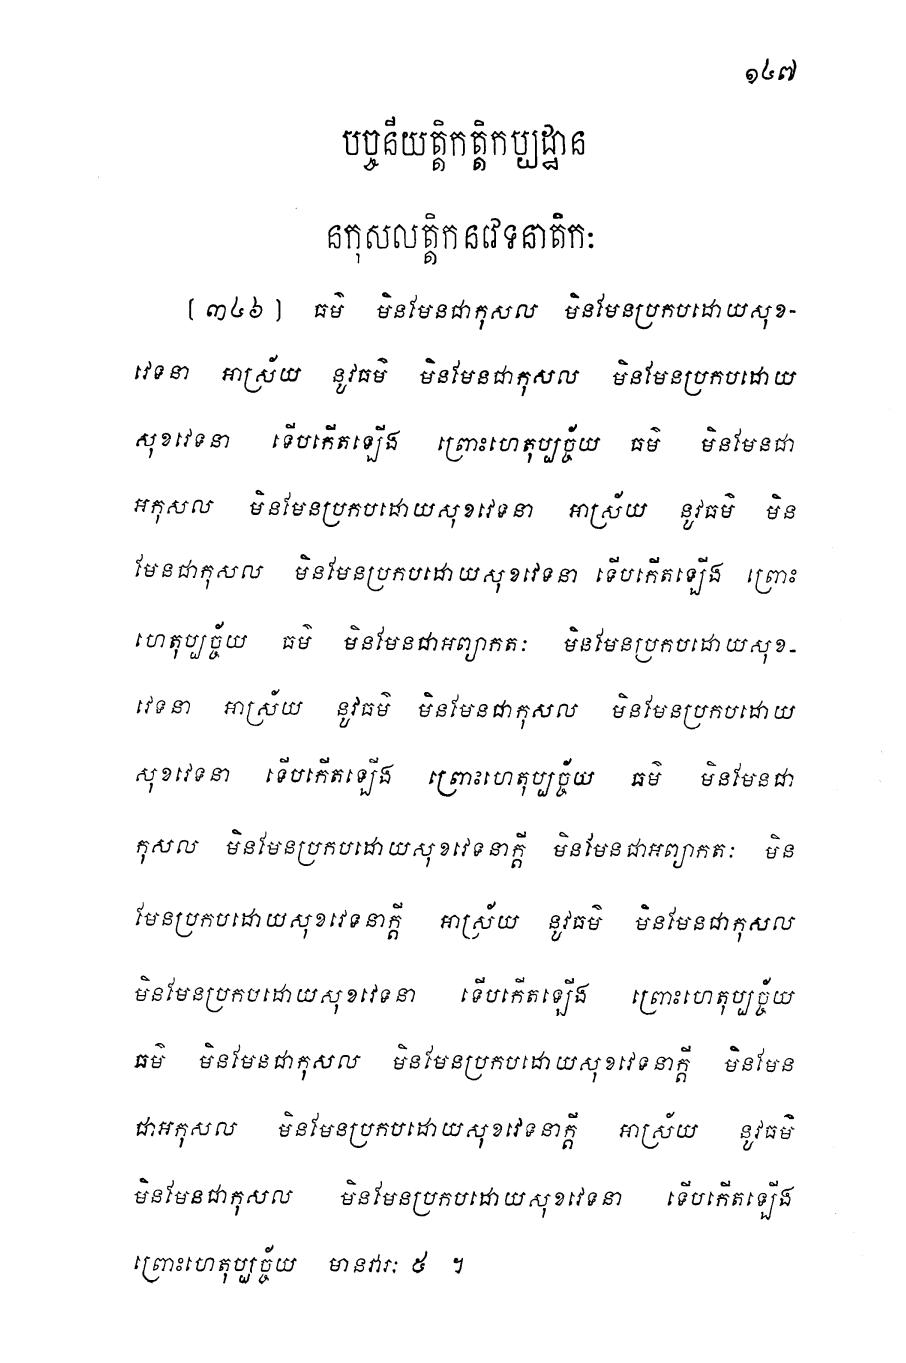 ១៤៧
បច្ចនីយត្តិកត្តិកប្បដ្ឋាន
នកុសលត្តិកនវេទនាតិកៈ
[ ៣៤៦ ] ធម៌ មិនមែនជាកុសល មិនមែនប្រកបដោយសុខ-
វេទនា អាស្រ័យ នូវធម៌ មិនមែនជាកុសល មិនមែនប្រកបដោយ
សុខវេទនា ទើបកើតឡើង ព្រោះហេតុប្បច្ច័យ ធម៌ មិនមែនជា
អកុសល មិនមែនប្រកបដោយសុខវេទនា អាស្រ័យ នូវធម៌ មិន
មែនជាកុសល មិនមែនប្រកបដោយសុខវេទនា ទើបកើតឡើង ព្រោះ
ហេតុប្បច្ច័យ ធម៌ មិនមែនជាអព្យាកតៈ មិនមែនប្រកបដោយសុខ-
វេទនា អាស្រ័យ នូវធម៌ មិនមែនជាកុសល មិនមែនប្រកបដោយ
សុខវេទនា ទើបកើតឡើង ព្រោះហេតុប្បច្ច័យ ធម៌ មិនមែនជា
កុសល មិនមែនប្រកបដោយសុខវេទនាក្តី មិនមែនជាអព្យាកតៈ មិន
មែនប្រកបដោយសុខវេទនាក្តី អាស្រ័យ នូវធម៌ មិនមែនជាកុសល
មិនមែនប្រកបដោយសុខវេទនា ទើបកើតឡើង ព្រោះហេតុប្បច្ច័យ
ធម៌ មិនមែនជាកុសល មិនមែនប្រកបដោយសុខវេទនាក្តី មិនមែន
ជាអកុសល មិនមែនប្រកបដោយសុខវេទនាក្តី អាស្រ័យ នូវធម៌
មិនមែនជាកុសល មិនមែនប្រកបដោយសុខវេទនា ទើបកើតឡើង
ព្រោះហេតុប្បច្ច័យ មានវារៈ ៥ ។